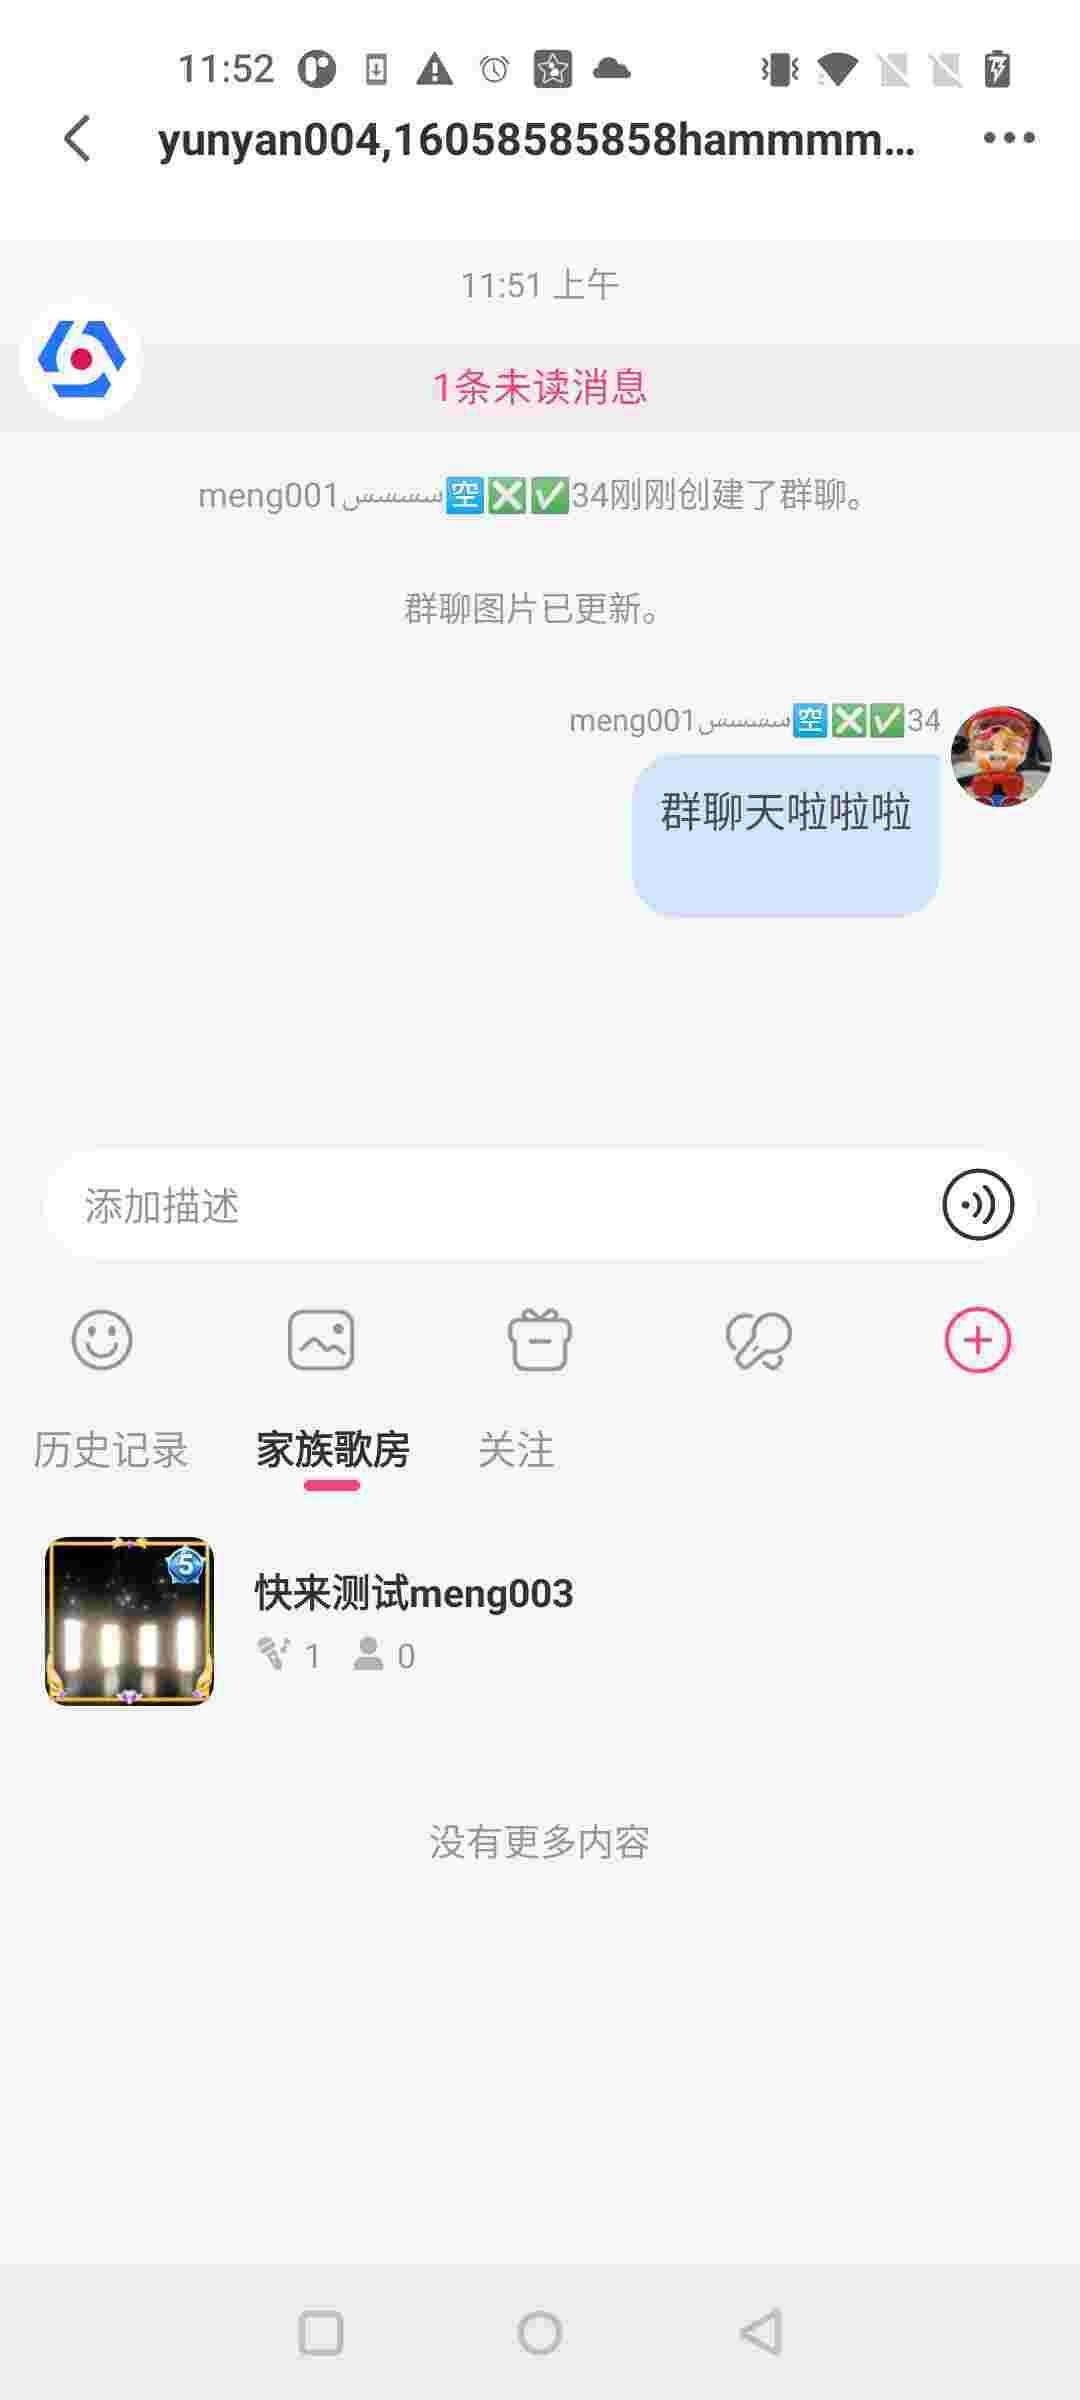 11:52
yunyan004,16058585858hammmm...
11:51 上午
1条未读消息
meng001سسسسس🈳❎✅34刚刚创建了群聊。
群聊图片已更新。
meng001سسسسس🈳❎✅34
群聊天啦啦啦
添加描述
历史记录 家族歌房 关注
5
快来测试meng003
1 0
没有更多内容